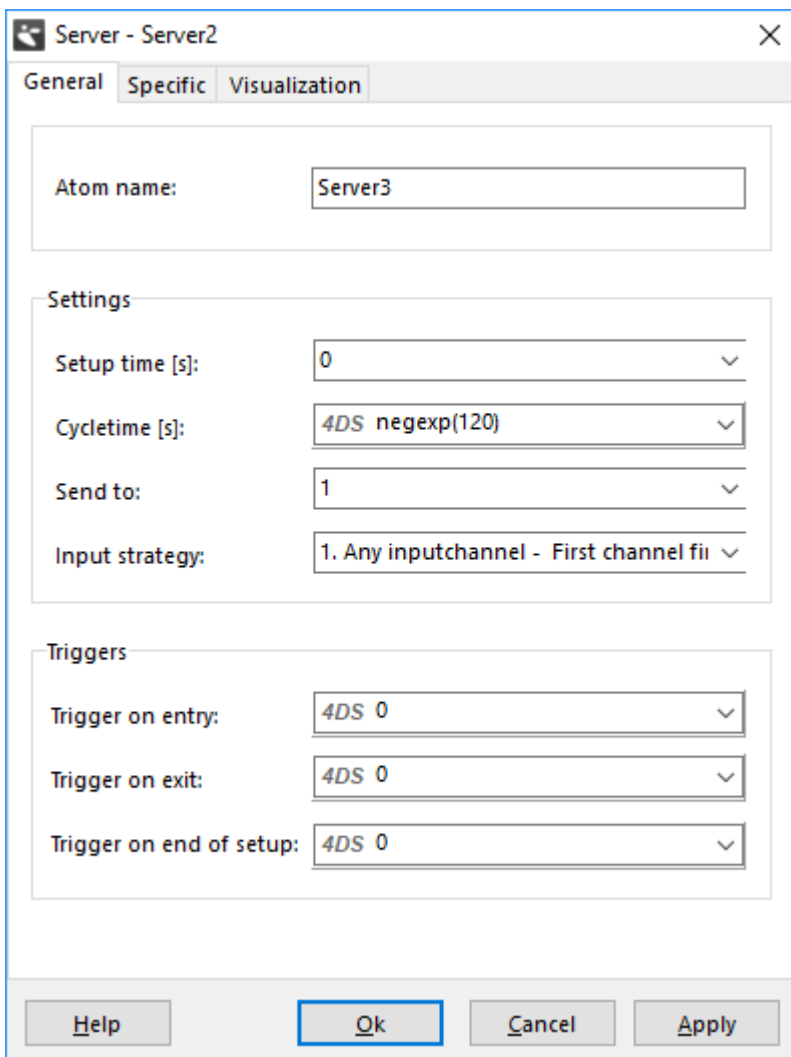 Server - Server2
General Specific Visualization
Atom name: Server3
Settings
Setup time [s]: 0
Cycletime [s]: 4DS negexp(120)
Send to: 1
Input strategy: 1. Any inputchannel - First channel fir
Triggers
Trigger on entry: 4DS 0
Trigger on exit: 4DS 0
Trigger on end of setup: 4DS 0
Help Ok Cancel Apply